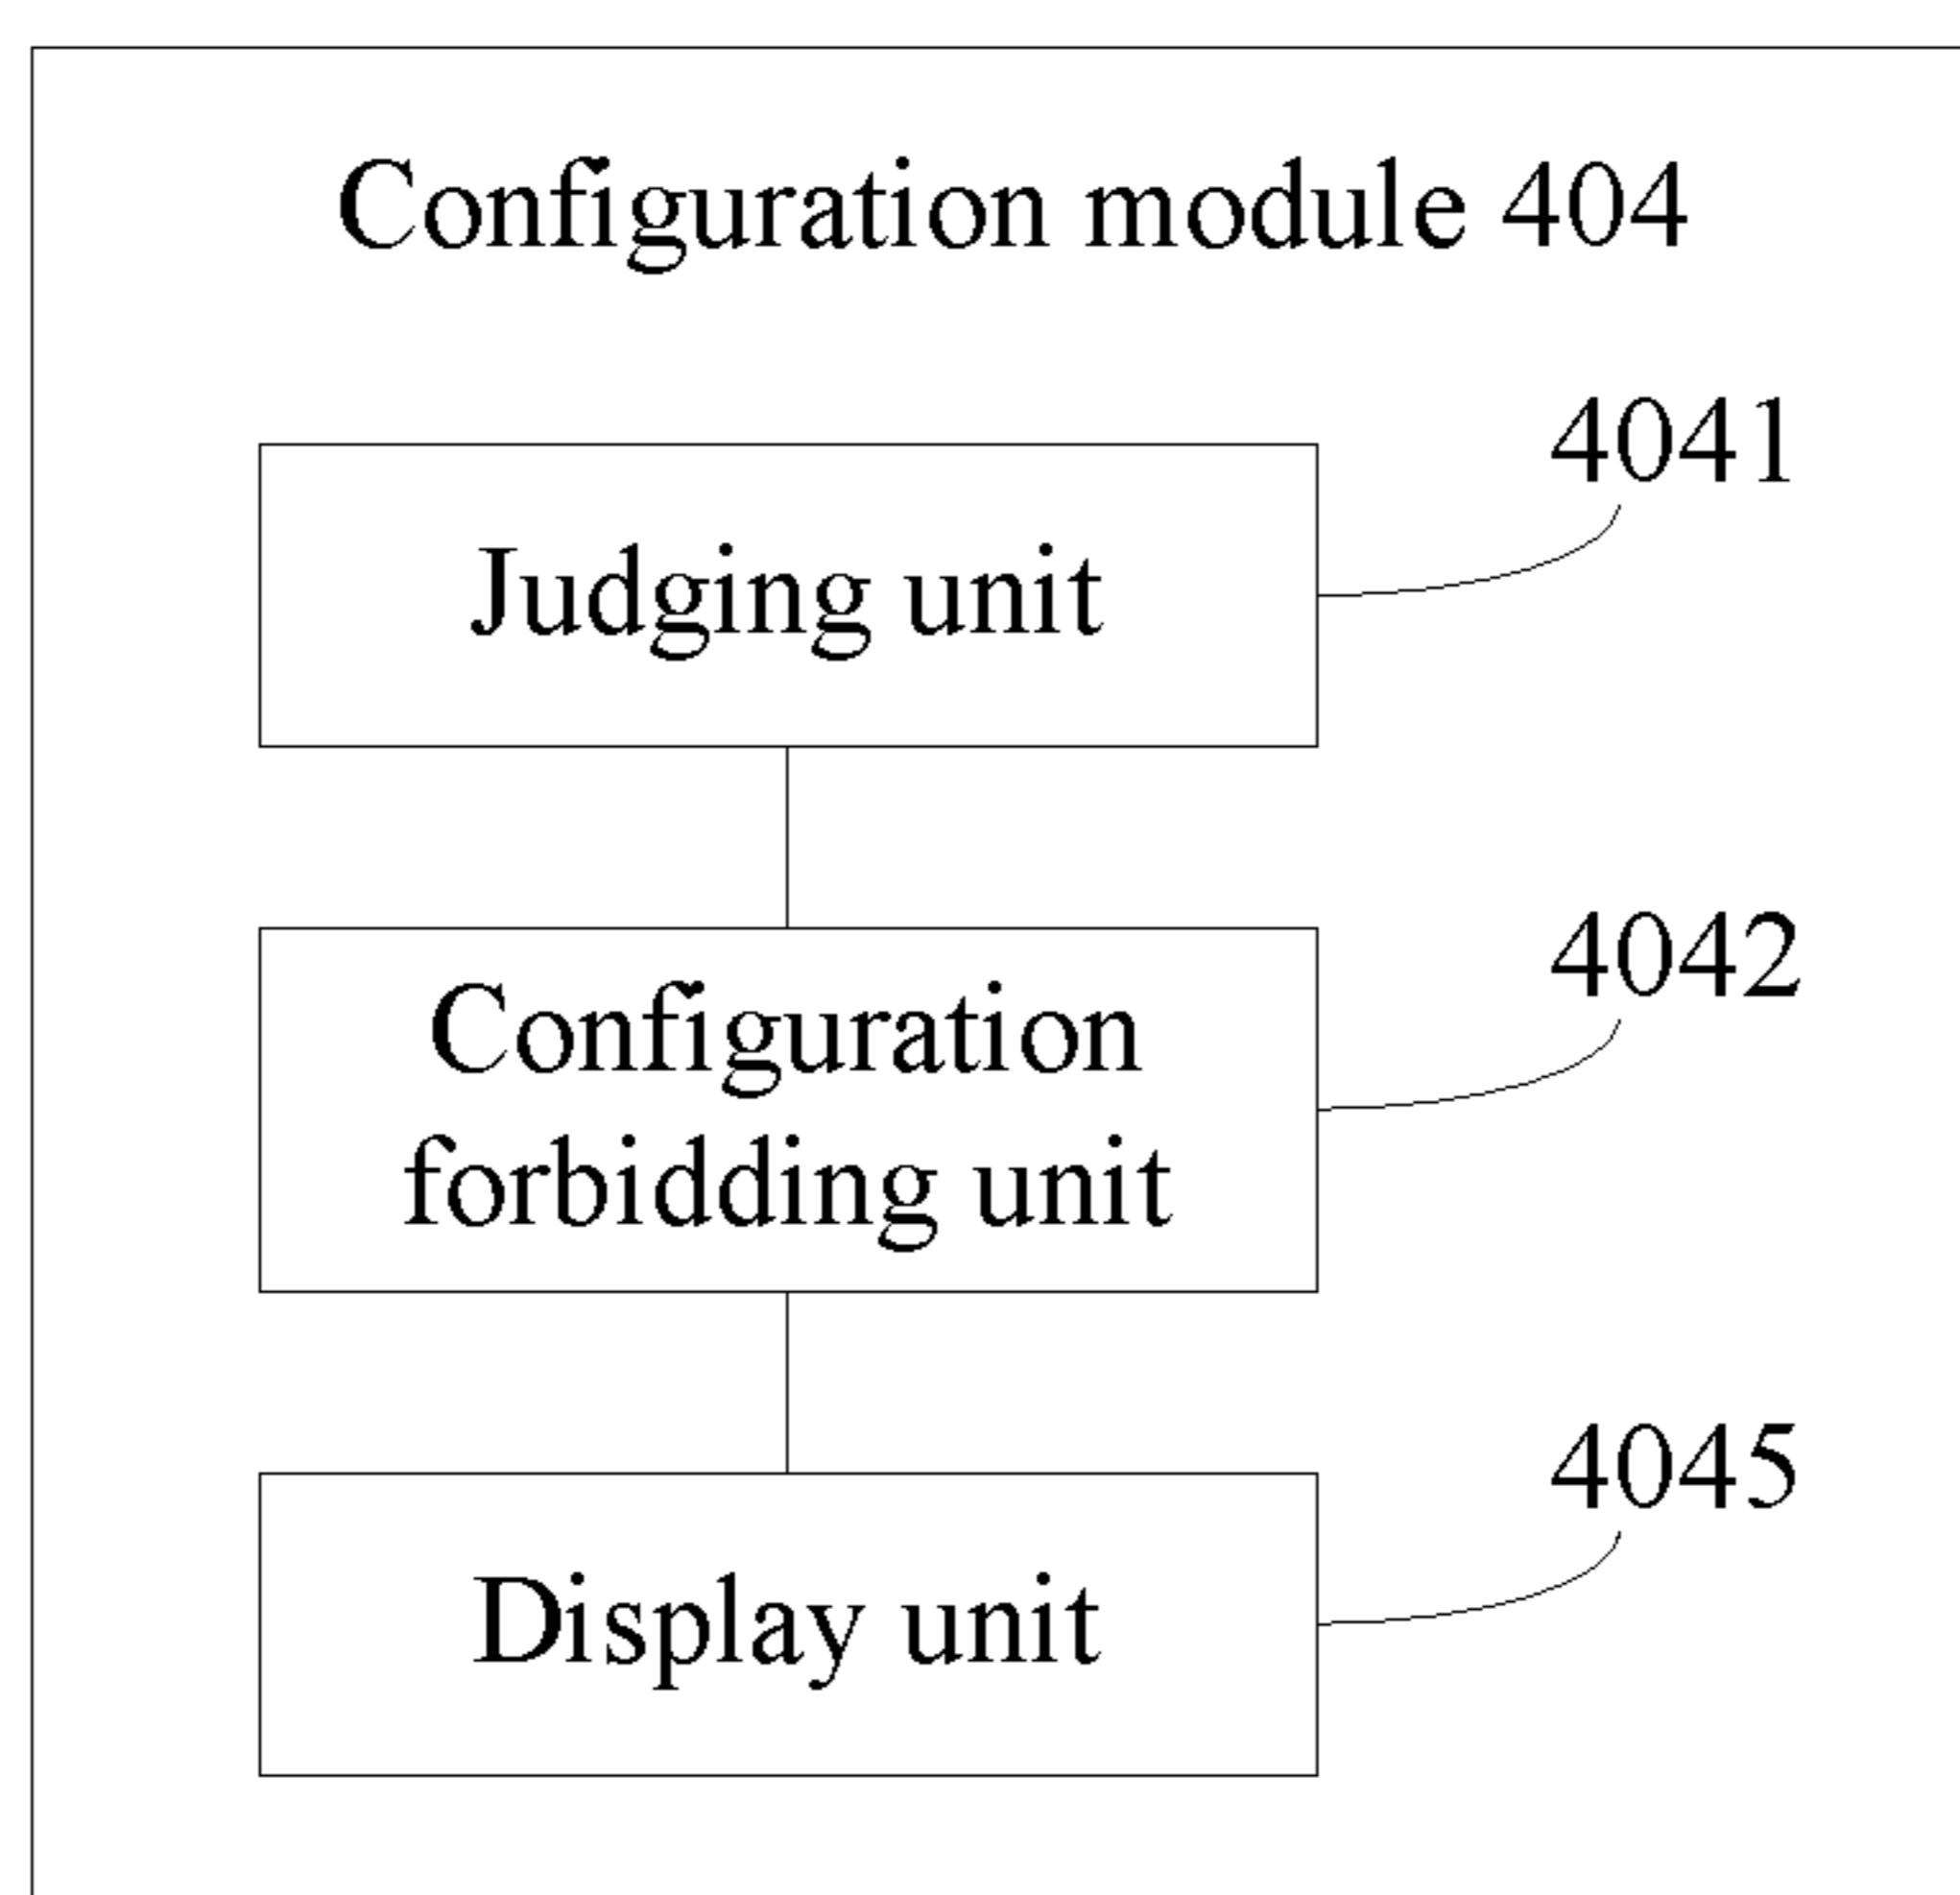 Configuration module 404
4041
Judging unit
4042
Configuration
forbidding unit
4045
Display unit